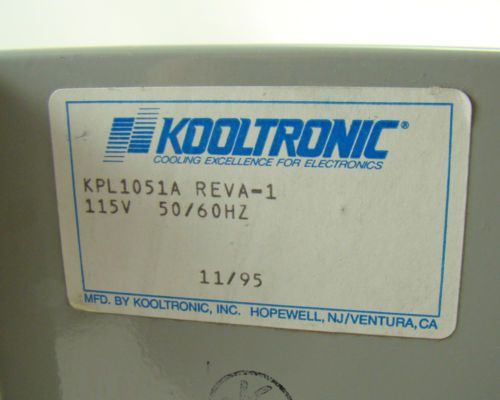 KOOLTRONIC®
COOLING EXCELLENCE FOR ELECTRONICS
KPL1051A REVA-1
115V 50/60HZ
11/95
MFD. BY KOOLTRONIC, INC. HOPEWELL, NJ/VENTURA, CA